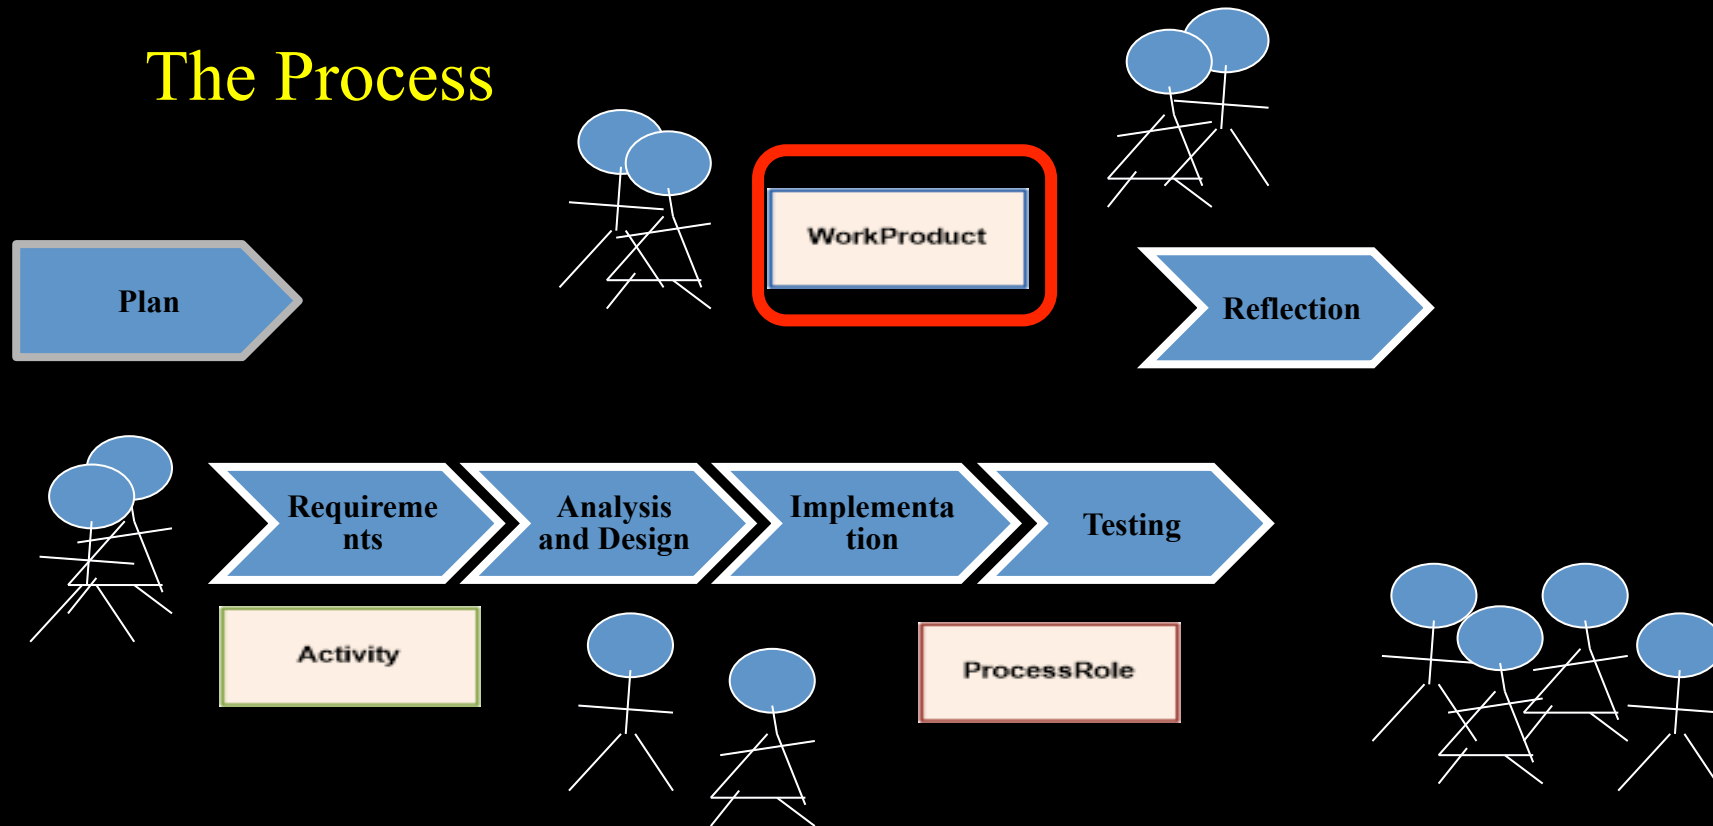 The Process
WorkProduct
Plan
Reflection
Requireme
nts
Analysis
and Design
Implementa
tion
Testing
Activity
ProcessRole